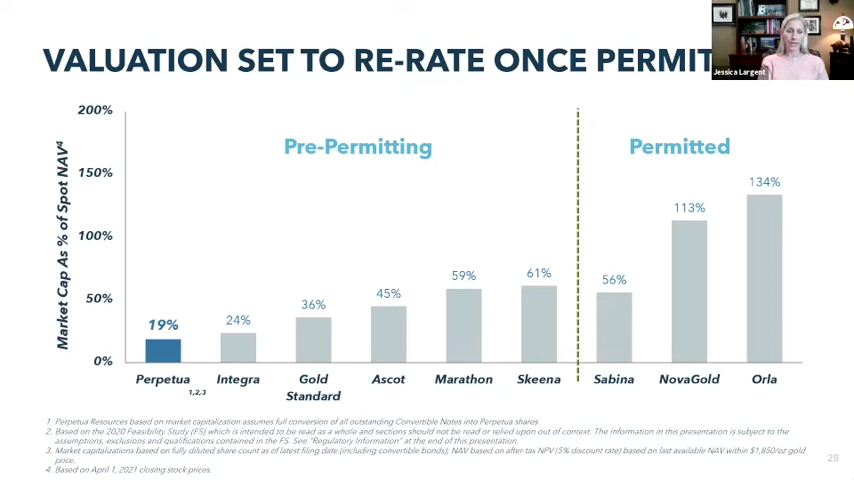 VALUATION SET TO RE-RATE ONCE PERMIT
Jessica Largent
Market Cap As % of Spot NAV4
200%
150%
100%
50%
0%
Pre-Permitting
Permitted
19%
24%
36%
45%
59%
61%
56%
113%
134%
Perpetua 1,2,3
Integra
Gold
Standard
Ascot
Marathon
Skeena
Sabina
NovaGold
Orla
1. Perpetua Resources based on market capitalization assumes full conversion of all outstanding Convertible Notes into Perpetua shares.
2. Based on the 2020 Feasibility Study (FS) which is intended to be read as a whole and sections should not be read or relied upon out of context. The information in this presentation is subject to the
assumptions, exclusions and qualifications contained in the FS. See "Regulatory Information" at the end of this presentation.
3. Market capitalizations based on fully diluted share count as of latest filing date (including convertible bonds); NAV based on after-tax NPV (5% discount rate) based on last available NAV within $1,850/oz gold
price.
4. Based on April 1, 2021 closing stock prices.
28